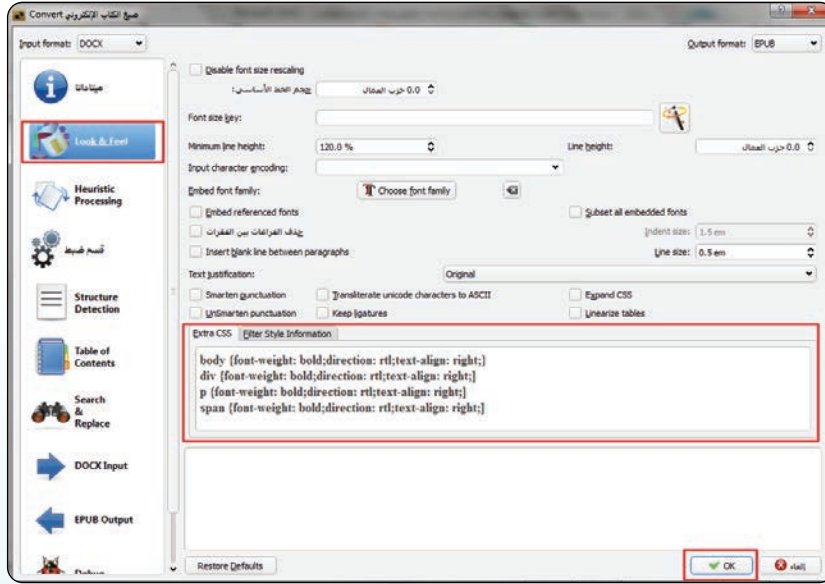 Convert صيغ الكتاب الإلكتروني
Input format: DOCX
Output format: EPUB
ميتاداتا
Look & Feel
Heuristic
Processing
قسم ضبط
Structure
Detection
Table of
Contents
Search
&
Replace
DOCX Input
EPUB Output
Debug
Disable font size rescaling
حجم الخط الأساسي: 0.0 حزب العمال
Font size key:
Minimum line height: 120.0 %
Line height: 0.0 حزب العمال
Input character encoding:
Embed font family: Choose font family
Embed referenced fonts
Subset all embedded fonts
حذف الفراغات بين الفقرات
Indent size: 1.5 em
Insert blank line between paragraphs
Line size: 0.5 em
Text justification: Original
Smarten punctuation Transliterate unicode characters to ASCII Expand CSS
UnSmarten punctuation Keep ligatures Linearize tables
Extra CSS Filter Style Information
body {font-weight: bold;direction: rtl;text-align: right;}
div {font-weight: bold;direction: rtl;text-align: right;}
p {font-weight: bold;direction: rtl;text-align: right;}
span {font-weight: bold;direction: rtl;text-align: right;}
Restore Defaults OK إلغاء